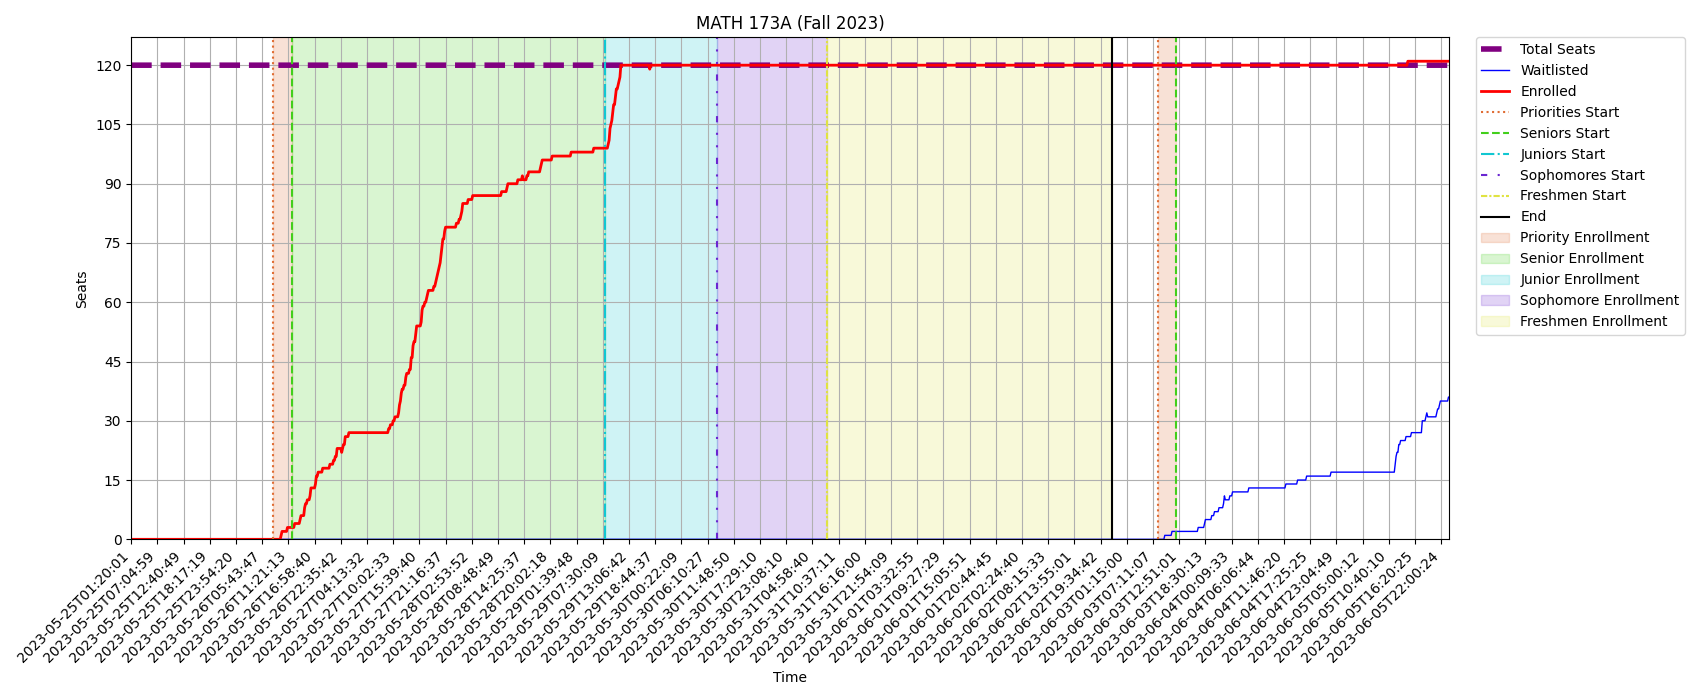 MATH 173A (Fall 2023)
Seats
120
105
90
75
60
45
30
15
0
2023-05-25T01:20:01
2023-05-25T07:04:59
2023-05-25T12:40:49
2023-05-25T18:17:19
2023-05-25T23:54:20
2023-05-26T05:43:47
2023-05-26T11:21:13
2023-05-26T16:58:40
2023-05-26T22:35:42
2023-05-27T04:13:32
2023-05-27T10:02:33
2023-05-27T15:39:40
2023-05-27T21:16:37
2023-05-28T02:53:52
2023-05-28T08:48:49
2023-05-28T14:25:37
2023-05-28T20:02:18
2023-05-29T01:39:48
2023-05-29T07:30:09
2023-05-29T13:06:42
2023-05-29T18:44:37
2023-05-30T00:22:09
2023-05-30T06:10:27
2023-05-30T11:48:50
2023-05-30T17:29:10
2023-05-30T23:08:10
2023-05-31T04:58:40
2023-05-31T10:37:11
2023-05-31T16:16:00
2023-05-31T21:54:09
2023-06-01T03:32:55
2023-06-01T09:27:29
2023-06-01T15:05:51
2023-06-01T20:44:45
2023-06-02T02:24:40
2023-06-02T08:15:33
2023-06-02T13:55:01
2023-06-02T19:34:42
2023-06-03T01:15:00
2023-06-03T07:11:07
2023-06-03T12:51:01
2023-06-03T18:30:13
2023-06-04T00:09:33
2023-06-04T06:06:44
2023-06-04T11:46:20
2023-06-04T17:25:25
2023-06-04T23:04:49
2023-06-05T05:00:12
2023-06-05T10:40:10
2023-06-05T16:20:25
2023-06-05T22:00:24
Time
Total Seats
Waitlisted
Enrolled
Priorities Start
Seniors Start
Juniors Start
Sophomores Start
Freshmen Start
End
Priority Enrollment
Senior Enrollment
Junior Enrollment
Sophomore Enrollment
Freshmen Enrollment